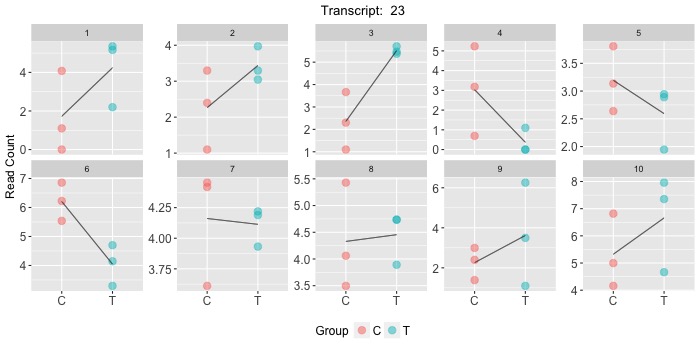 Transcript: 23
1 2 3 4 5
4 2 0
4 3 2 1
5 4 3 2 1
5 4 3 2 1 0
3.5 3.0 2.5 2.0
Read Count
6 7 8 9 10
7 6 5 4
4.25 4.00 3.75
5.5 5.0 4.5 4.0 3.5
6 4 2
8 7 6 5 4
C T C T C T C T C T
Group C T